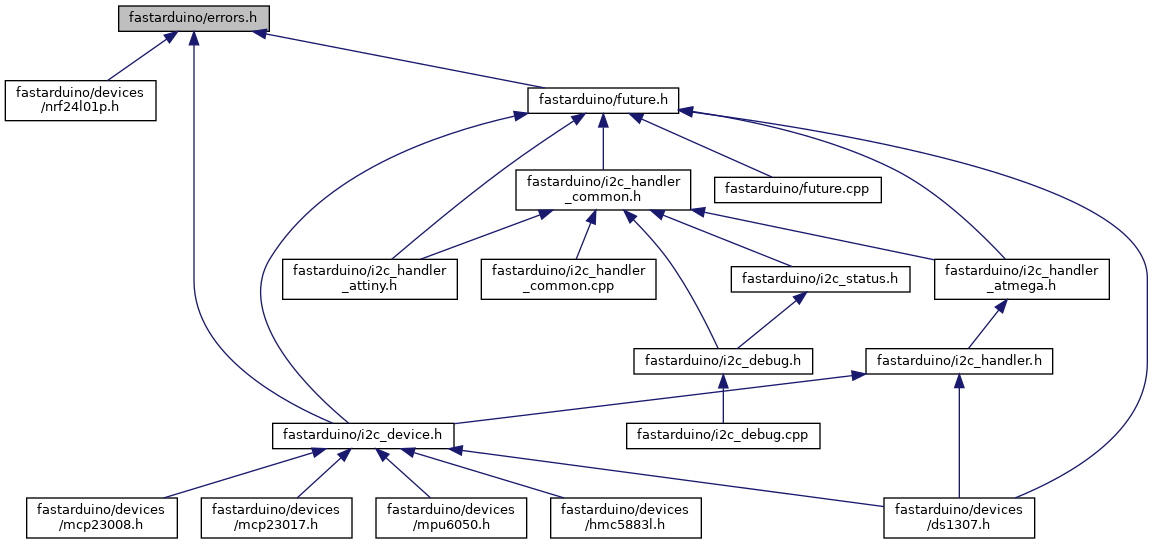 fastarduino/errors.h
fastarduino/devices
/nrf24l01p.h
fastarduino/future.h
fastarduino/i2c_handler
_common.h
fastarduino/future.cpp
fastarduino/i2c_handler
_attiny.h
fastarduino/i2c_handler
_common.cpp
fastarduino/i2c_status.h
fastarduino/i2c_handler
_atmega.h
fastarduino/i2c_debug.h
fastarduino/i2c_handler.h
fastarduino/i2c_device.h
fastarduino/i2c_debug.cpp
fastarduino/devices
/mcp23008.h
fastarduino/devices
/mcp23017.h
fastarduino/devices
/mpu6050.h
fastarduino/devices
/hmc5883l.h
fastarduino/devices
/ds1307.h